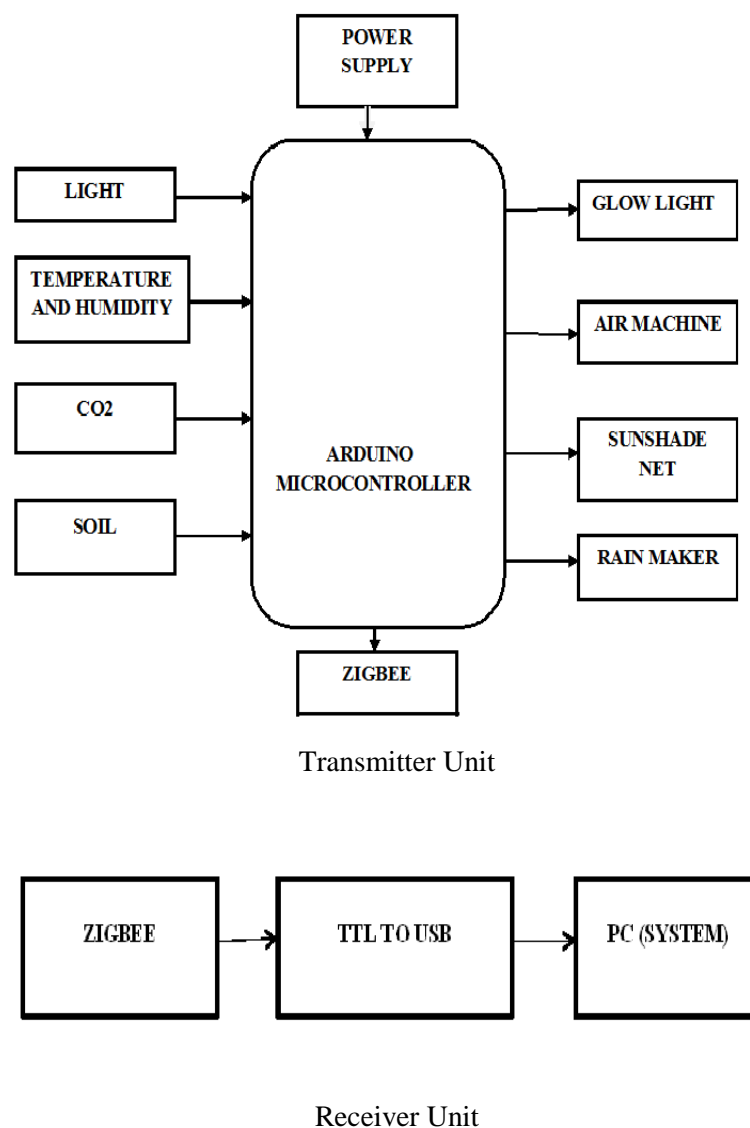 POWER
SUPPLY
LIGHT
TEMPERATURE
AND HUMIDITY
CO2
SOIL
ARDUINO
MICROCONTROLLER
GLOW LIGHT
AIR MACHINE
SUNSHADE
NET
RAIN MAKER
ZIGBEE
Transmitter Unit
ZIGBEE
TTL TO USB
PC (SYSTEM)
Receiver Unit